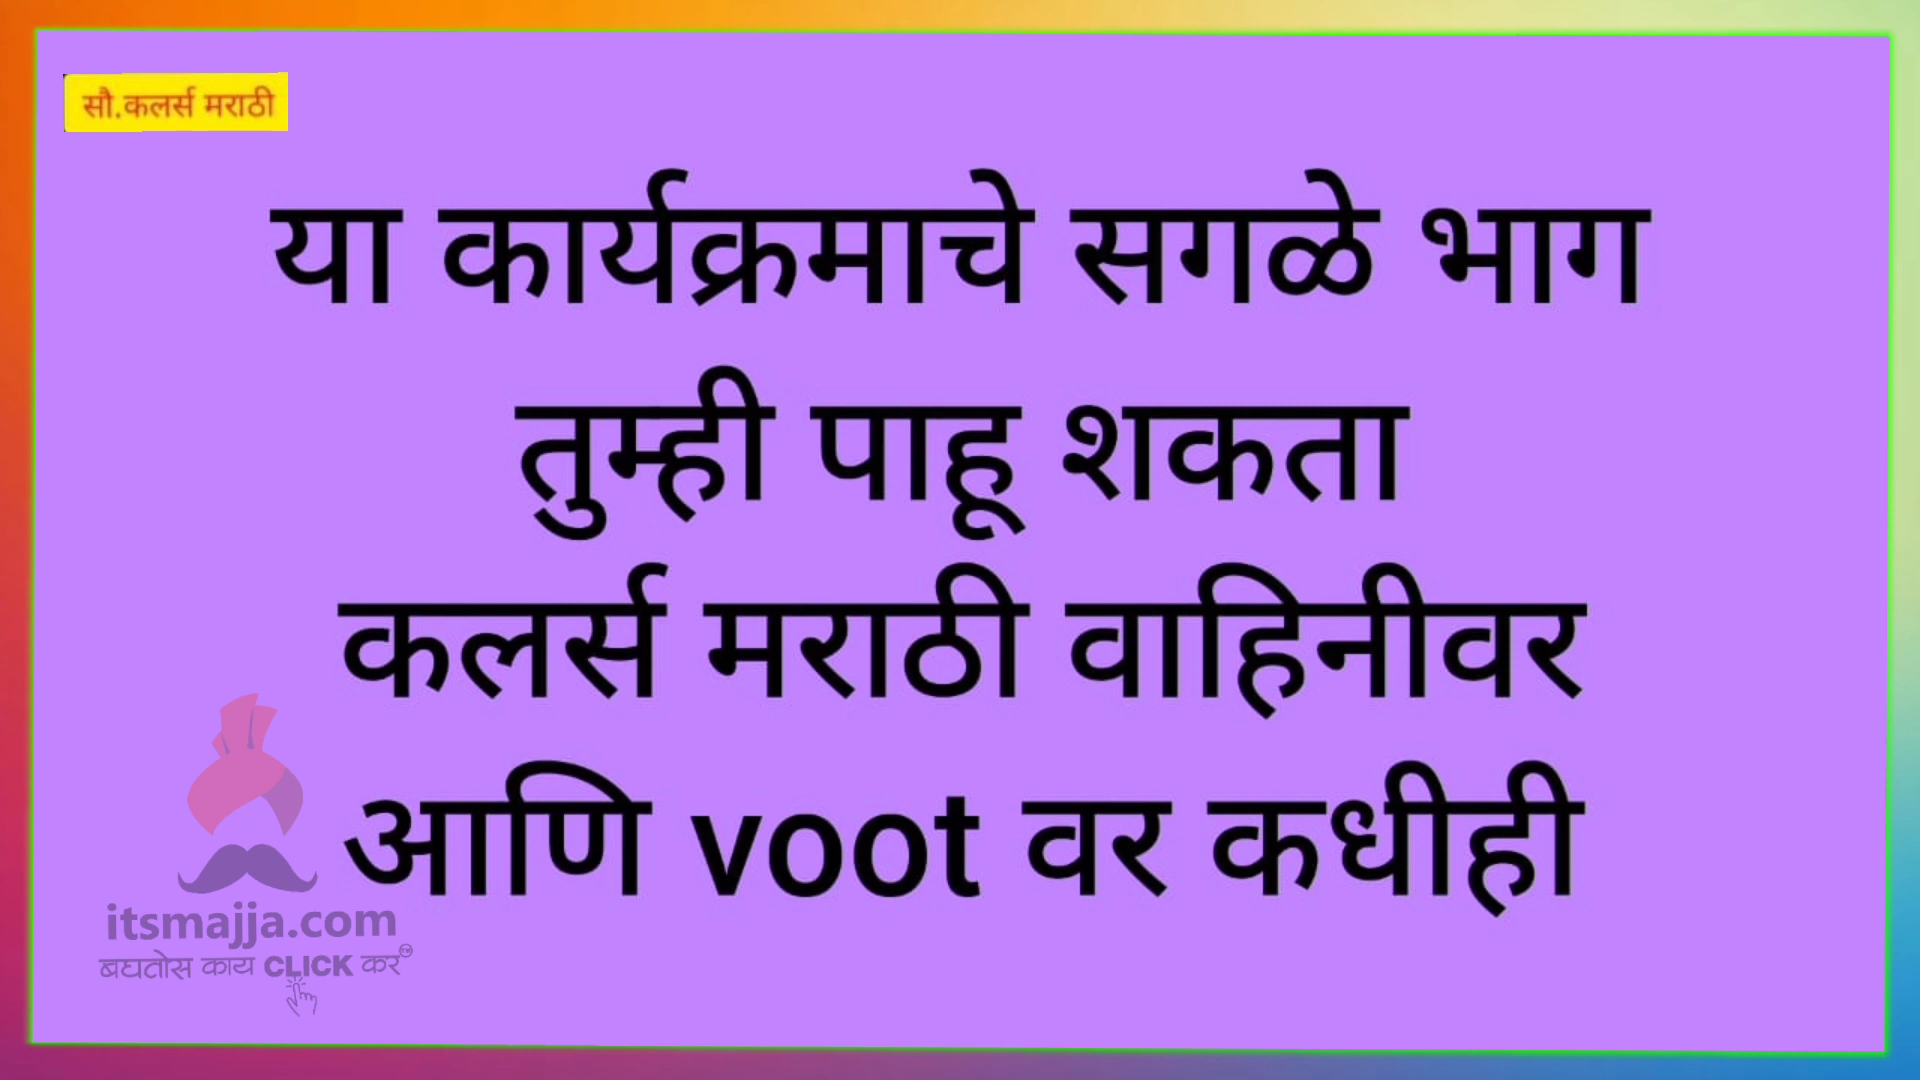 सौ.कलर्स मराठी
या कार्यक्रमाचे सगळे भाग
तुम्ही पाहू शकता
कलर्स मराठी वाहिनीवर
आणि voot वर कधीही
itsmajja.com
बघतोस काय CLICK कर